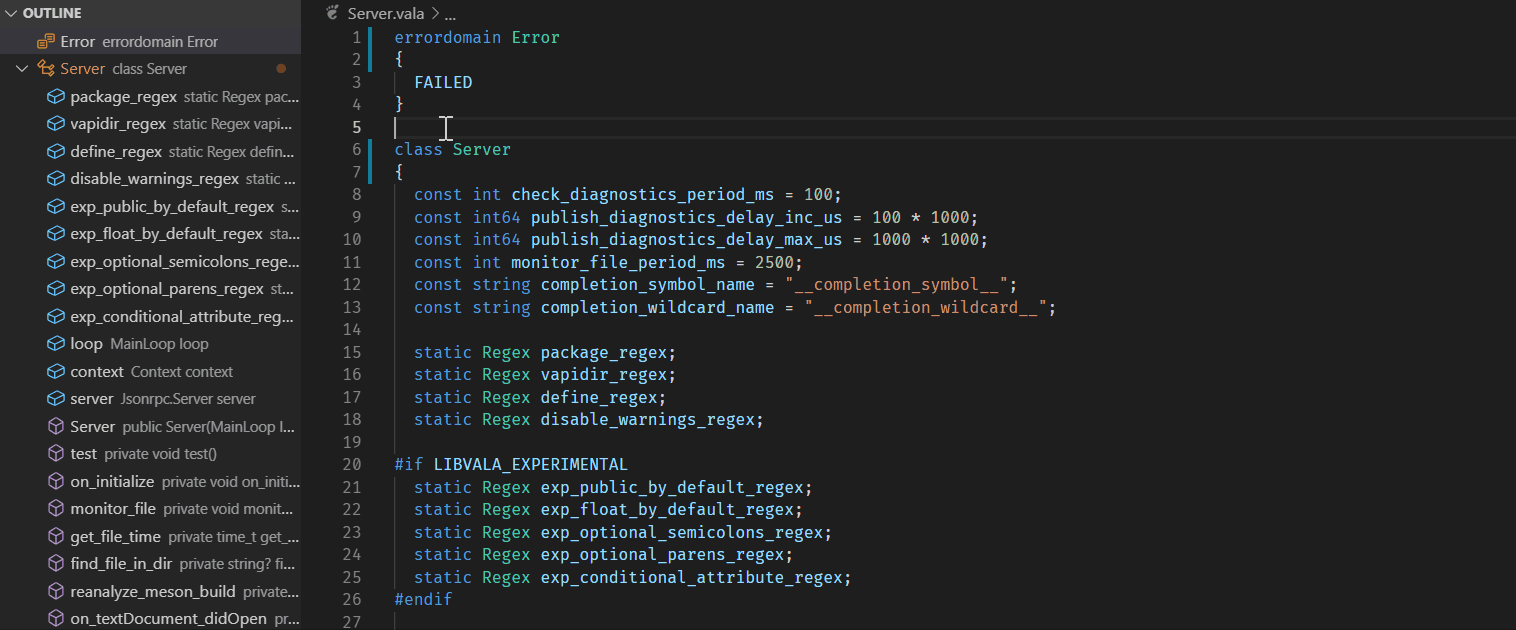 OUTLINE
Error errordomain Error
Server class Server
package_regex static Regex pac...
vapidir_regex static Regex vapi...
define_regex static Regex defin...
disable_warnings_regex static ...
exp_public_by_default_regex s...
exp_float_by_default_regex sta...
exp_optional_semicolons_rege...
exp_optional_parens_regex st...
exp_conditional_attribute_reg...
loop MainLoop loop
context Context context
server Jsonrpc.Server server
Server public Server(MainLoop l...
test private void test()
on_initialize private void on_initi...
monitor_file private void monit...
get_file_time private time_t get_...
find_file_in_dir private string? fi...
reanalyze_meson_build private...
on_textDocument_didOpen pr...
Server.vala > ...
1 errordomain Error
2 {
3 FAILED
4 }
5
6 class Server
7 {
8 const int check_diagnostics_period_ms = 100;
9 const int64 publish_diagnostics_delay_inc_us = 100 * 1000;
10 const int64 publish_diagnostics_delay_max_us = 1000 * 1000;
11 const int monitor_file_period_ms = 2500;
12 const string completion_symbol_name = "__completion_symbol__";
13 const string completion_wildcard_name = "__completion_wildcard__";
14
15 static Regex package_regex;
16 static Regex vapidir_regex;
17 static Regex define_regex;
18 static Regex disable_warnings_regex;
19
20 #if LIBVALA_EXPERIMENTAL
21 static Regex exp_public_by_default_regex;
22 static Regex exp_float_by_default_regex;
23 static Regex exp_optional_semicolons_regex;
24 static Regex exp_optional_parens_regex;
25 static Regex exp_conditional_attribute_regex;
26 #endif
27